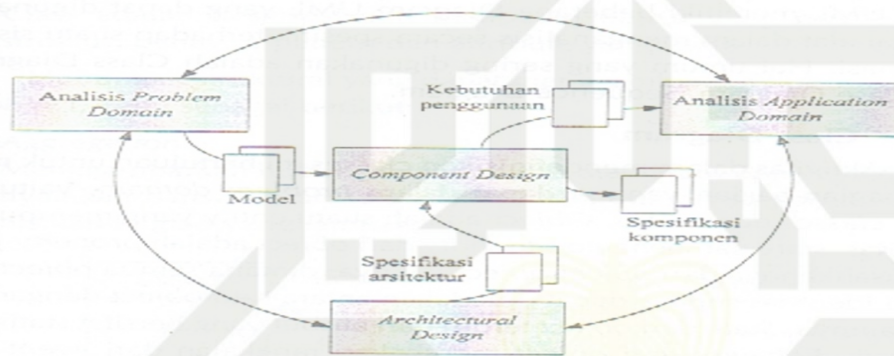 Analisis Problem
Domain
Kebutuhan
penggunaan
Analisis Application
Domain
Model
Component Design
Spesifikasi
komponen
Spesifikasi
arsitektur
Architectural
Design